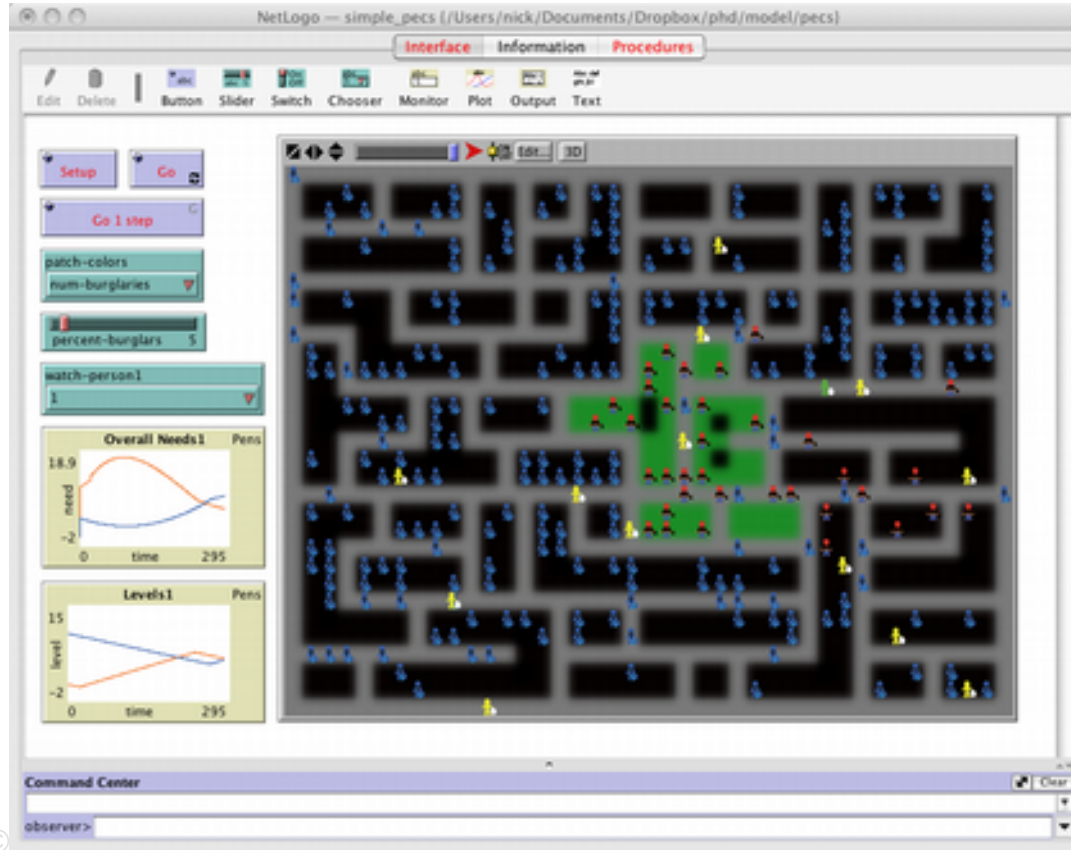 NetLogo — simple_pecs {/Users/nick/Documents/Dropbox/phd/model/pecs}
Interface Information Procedures
Edit Delete Button Slider Switch Chooser Monitor Plot Output Text
Edit... 3D
Setup Go
Go 1 step
patch-colors
num-burglaries
percent-burglars 5
watch-person1
1
Overall Needs1 Pens
18.9
need
-2
0 time 295
Levels1 Pens
15
level
-2
0 time 295
Command Center Clear
observer>